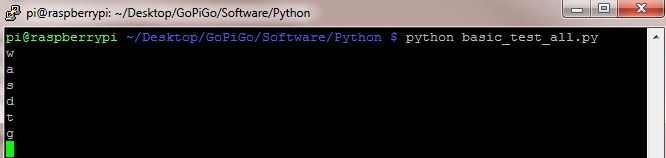 pi@raspberrypi: ~/Desktop/GoPiGo/Software/Python
pi@raspberrypi ~/Desktop/GoPiGo/Software/Python $ python basic_test_all.py
w
a
s
d
t
g